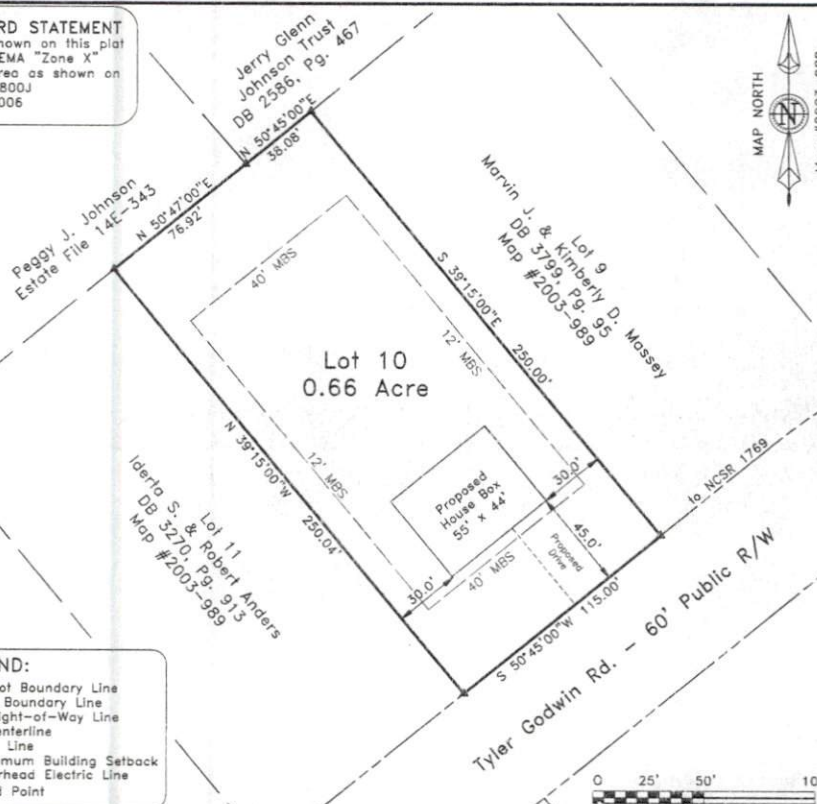 RD STATEMENT
hown on this plat
EMA "Zone X"
rea as shown on
800J
006
Jerry Glenn
Johnson Trust
DB 2586, Pg. 467
N 50°45'00"E
38.08'
MAP NORTH
N
Peggy J. Johnson
Estate File 14E-343
N 50°47'00"E
76.92'
40' MBS
Lot 9
Marvin J. & Kimberly D. Massey
DB 3799, Pg. 95
Map #2003-989
S 39°15'00"E 250.00'
12' MBS
Lot 10
0.66 Acre
N 39°15'00"W 250.04'
12' MBS
Lot 11
Iderta S. & Robert Anders
DB 3270, Pg. 913
Map #2003-989
Proposed
House Box
55' x 44'
30.0'
30.0'
45.0'
Proposed
Drive
40' MBS
to NCSR 1769
S 50°45'00"W 115.00'
Tyler Godwin Rd. - 60' Public R/W
ND:
ot Boundary Line
Boundary Line
ight-of-Way Line
enterline
Line
mum Building Setback
rhead Electric Line
d Point
0 25' 50' 10